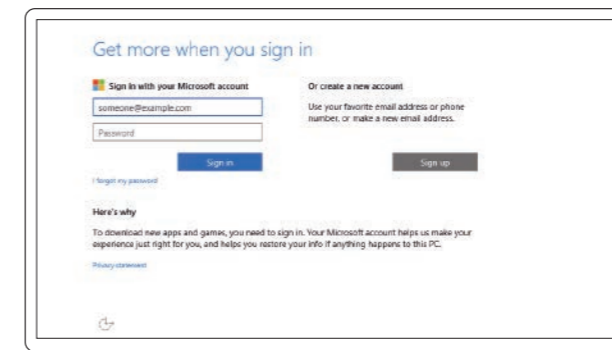 Get more when you sign in
Sign in with your Microsoft account
someone@example.com
Password
Sign in
I forgot my password
Or create a new account
Use your favorite email address or phone
number, or make a new email address.
Sign up
Here's why
To download new apps and games, you need to sign in. Your Microsoft account helps us make your
experience just right for you, and helps you restore your info if anything happens to this PC.
Privacy statement